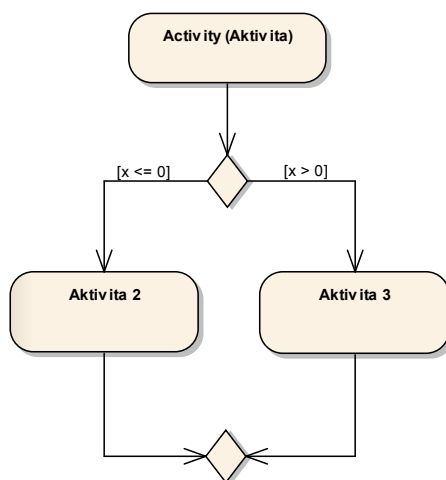 Activity (Aktivita)
[x <= 0]
[x > 0]
Aktivita 2
Aktivita 3